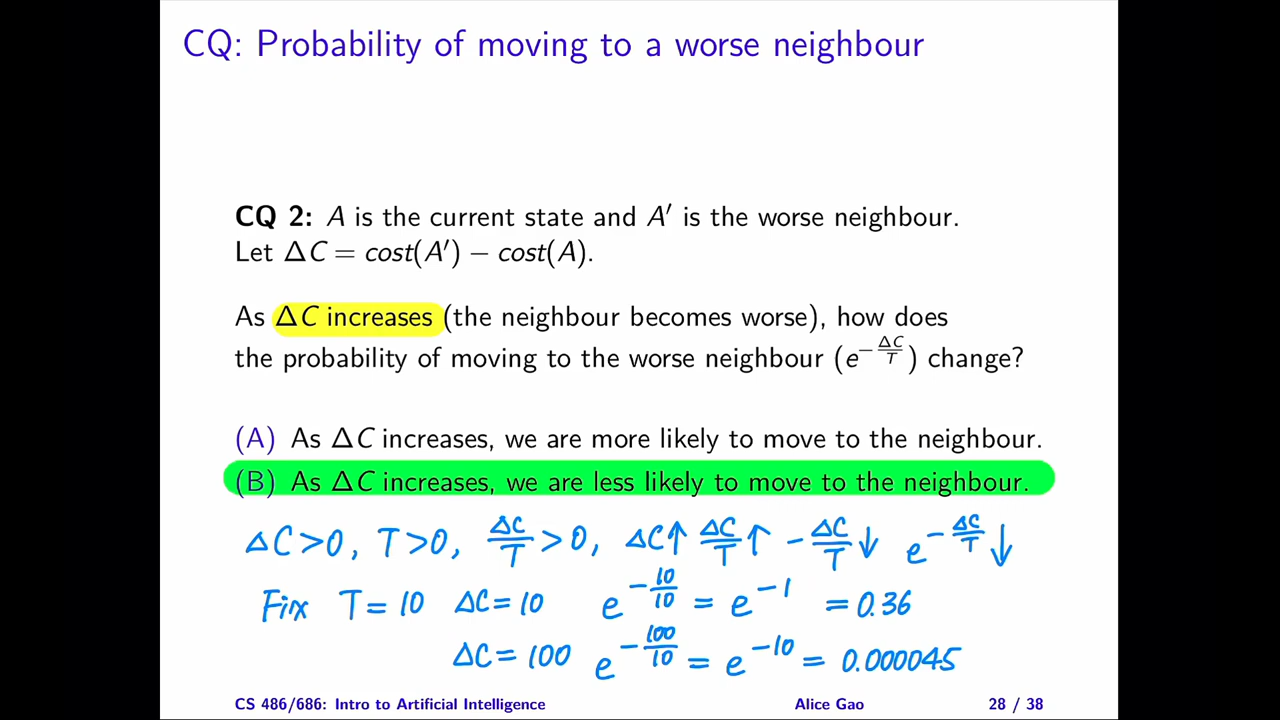 CQ: Probability of moving to a worse neighbour
CQ 2: A is the current state and A′ is the worse neighbour.
Let ΔC = cost(A′) − cost(A).
As ΔC increases (the neighbour becomes worse), how does
the probability of moving to the worse neighbour (e^{−ΔC/T}) change?
(A) As ΔC increases, we are more likely to move to the neighbour.
(B) As ΔC increases, we are less likely to move to the neighbour.
ΔC>0, T>0, ΔC/T >0, ΔC↑ ΔC/T ↑ −ΔC/T ↓ e^{−ΔC/T} ↓
Fix T=10 ΔC=10 e^{−10/10} = e^{−1} = 0.36
ΔC=100 e^{−100/10} = e^{−10} = 0.000045
CS 486/686: Intro to Artificial Intelligence Alice Gao 28 / 38